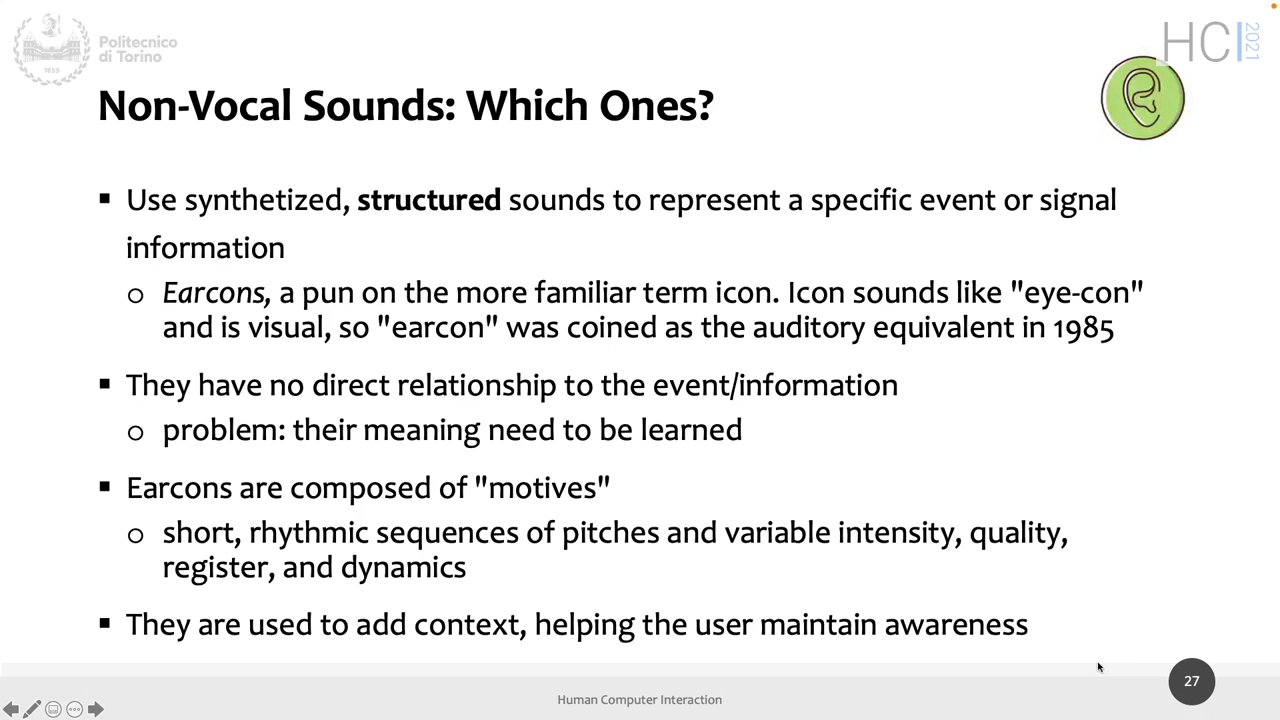 Politecnico
di Torino
1859
HCI 2021
Non-Vocal Sounds: Which Ones?
▪ Use synthetized, structured sounds to represent a specific event or signal
information
o Earcons, a pun on the more familiar term icon. Icon sounds like "eye-con"
and is visual, so "earcon" was coined as the auditory equivalent in 1985
▪ They have no direct relationship to the event/information
o problem: their meaning need to be learned
▪ Earcons are composed of "motives"
o short, rhythmic sequences of pitches and variable intensity, quality,
register, and dynamics
▪ They are used to add context, helping the user maintain awareness
Human Computer Interaction
27